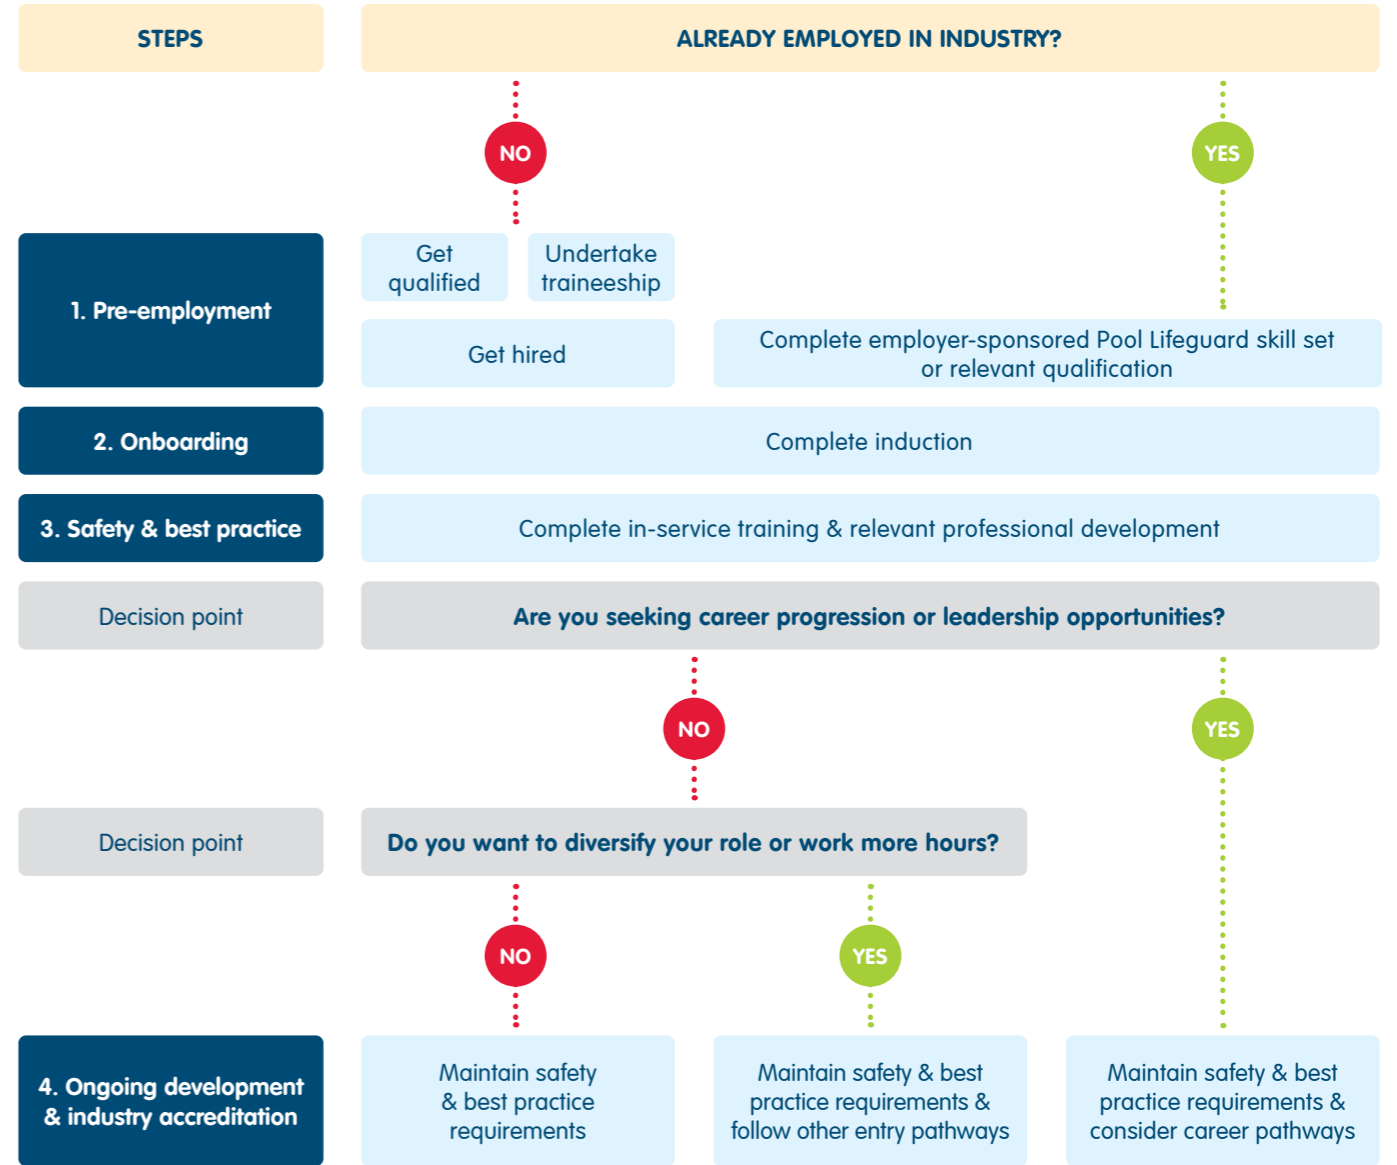 STEPS
ALREADY EMPLOYED IN INDUSTRY?
NO
YES
1. Pre-employment
Get
qualified
Undertake
traineeship
Get hired
Complete employer-sponsored Pool Lifeguard skill set
or relevant qualification
2. Onboarding
Complete induction
3. Safety & best practice
Complete in-service training & relevant professional development
Decision point
Are you seeking career progression or leadership opportunities?
NO
YES
Decision point
Do you want to diversify your role or work more hours?
NO
YES
4. Ongoing development
& industry accreditation
Maintain safety
& best practice
requirements
Maintain safety & best
practice requirements &
follow other entry pathways
Maintain safety & best
practice requirements &
consider career pathways